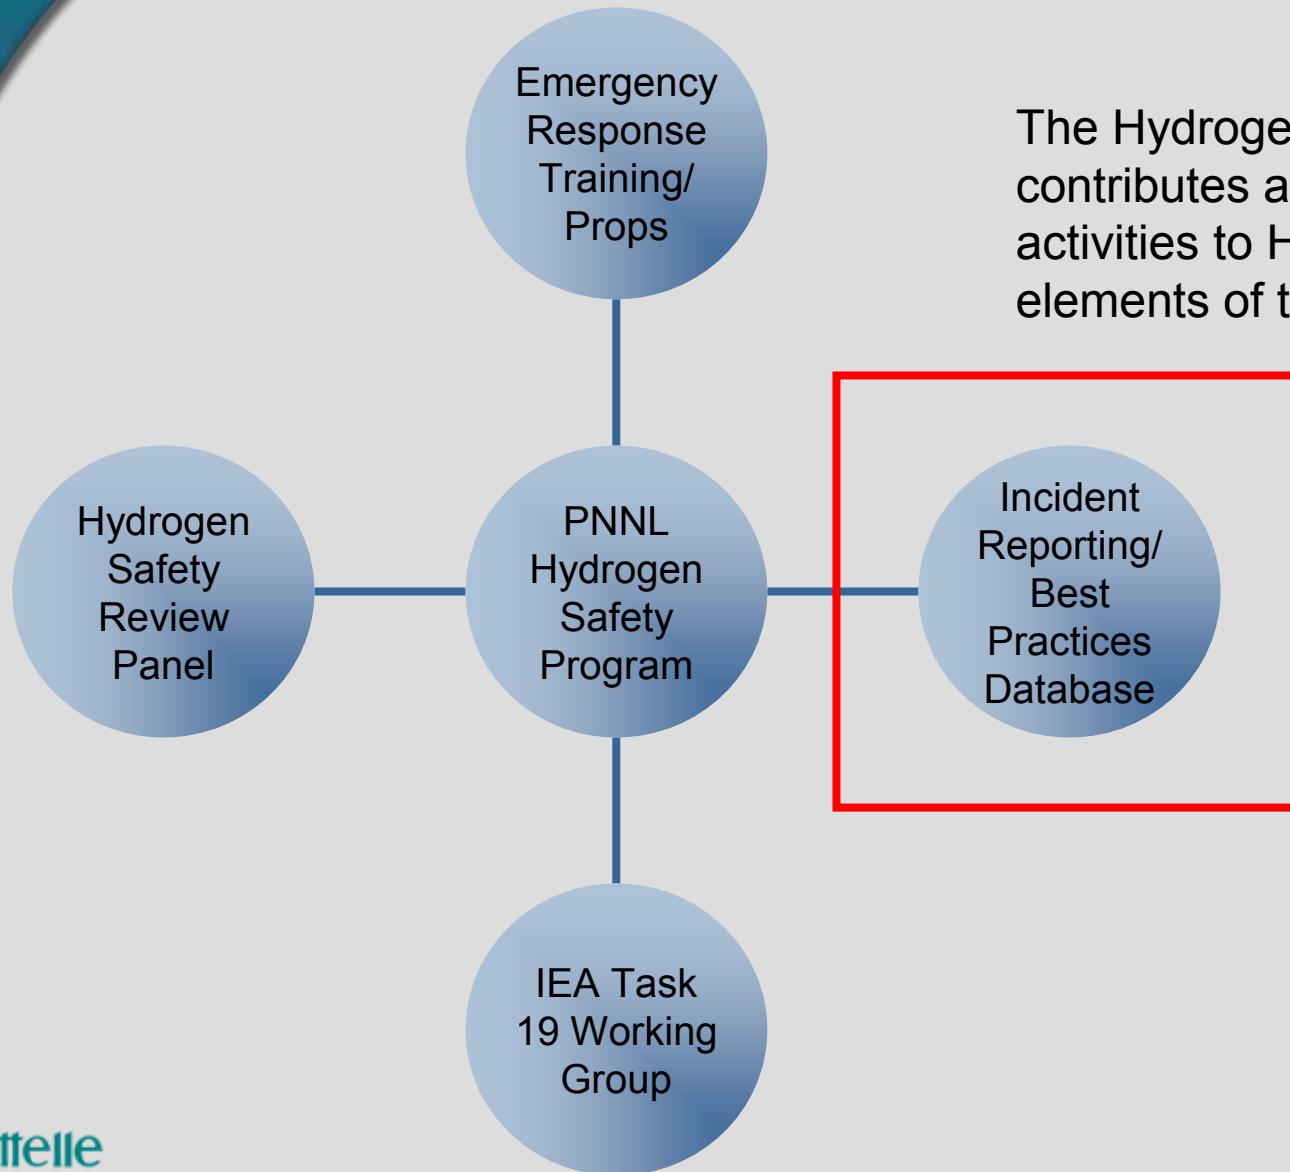 Emergency
Response
Training/
Props
The Hydroge
contributes a
activities to H
elements of t
Hydrogen
Safety
Review
Panel
PNNL
Hydrogen
Safety
Program
Incident
Reporting/
Best
Practices
Database
IEA Task
19 Working
Group
ttelle